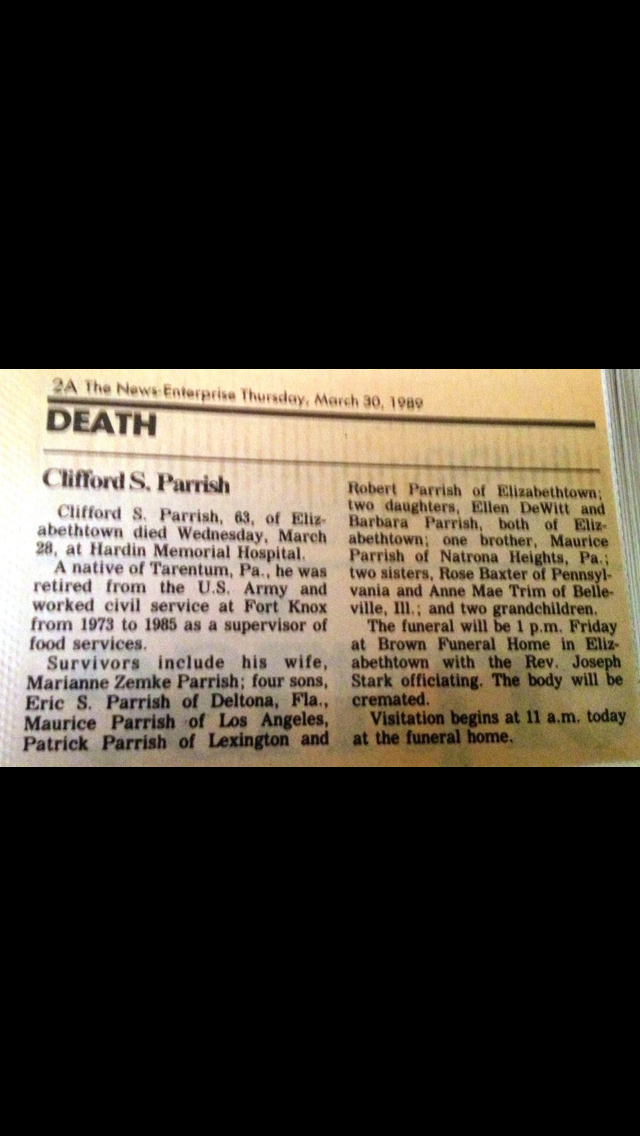 2A The News-Enterprise Thursday, March 30, 1989
DEATH
Clifford S. Parrish
Clifford S. Parrish, 63, of Eliz-
abethtown died Wednesday, March
28, at Hardin Memorial Hospital.
A native of Tarentum, Pa., he was
retired from the U.S. Army and
worked civil service at Fort Knox
from 1973 to 1985 as a supervisor of
food services.
Survivors include his wife,
Marianne Zemke Parrish; four sons,
Eric S. Parrish of Deltona, Fla.,
Maurice Parrish of Los Angeles,
Patrick Parrish of Lexington and
Robert Parrish of Elizabethtown;
two daughters, Ellen DeWitt and
Barbara Parrish, both of Eliz-
abethtown; one brother, Maurice
Parrish of Natrona Heights, Pa.;
two sisters, Rose Baxter of Pennsyl-
vania and Anne Mae Trim of Belle-
ville, Ill.; and two grandchildren.
The funeral will be 1 p.m. Friday
at Brown Funeral Home in Eliz-
abethtown with the Rev. Joseph
Stark officiating. The body will be
cremated.
Visitation begins at 11 a.m. today
at the funeral home.